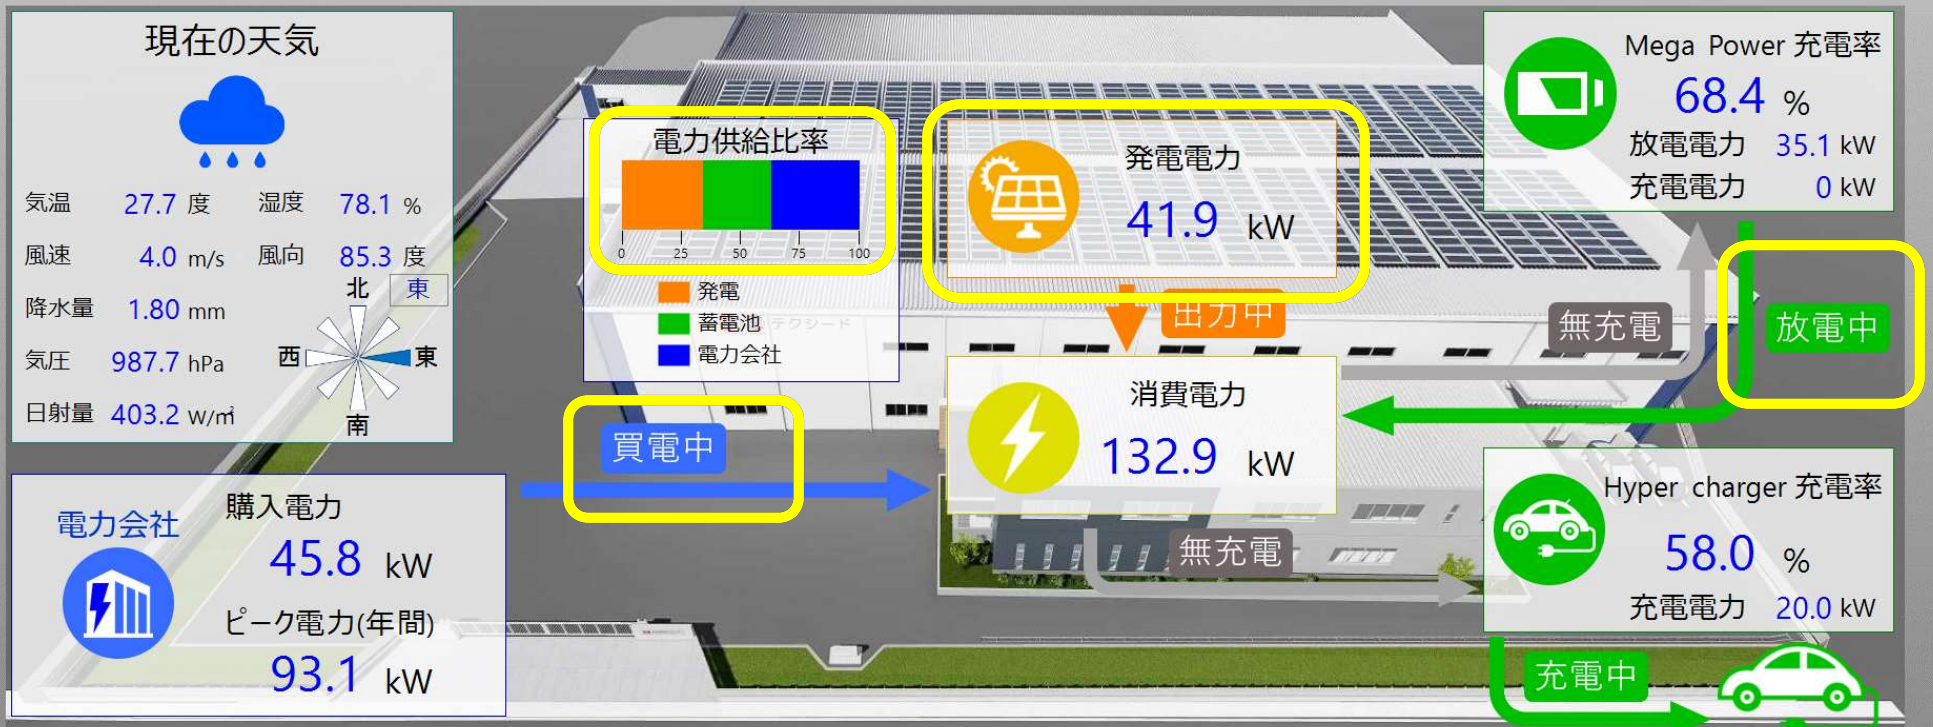 現在の天気
気温 27.7 度 湿度 78.1 %
風速 4.0 m/s 風向 85.3 度
降水量 1.80 mm
気圧 987.7 hPa
日射量 403.2 W/㎡
北 東
西 東
南
電力会社
購入電力
45.8 kW
ピーク電力(年間)
93.1 kW
電力供給比率
0 25 50 75 100
発電
蓄電池
電力会社
テクシード
買電中
発電電力
41.9 kW
出力中
消費電力
132.9 kW
無充電
無充電
Mega Power 充電率
68.4 %
放電電力 35.1 kW
充電電力 0 kW
放電中
Hyper charger 充電率
58.0 %
充電電力 20.0 kW
充電中